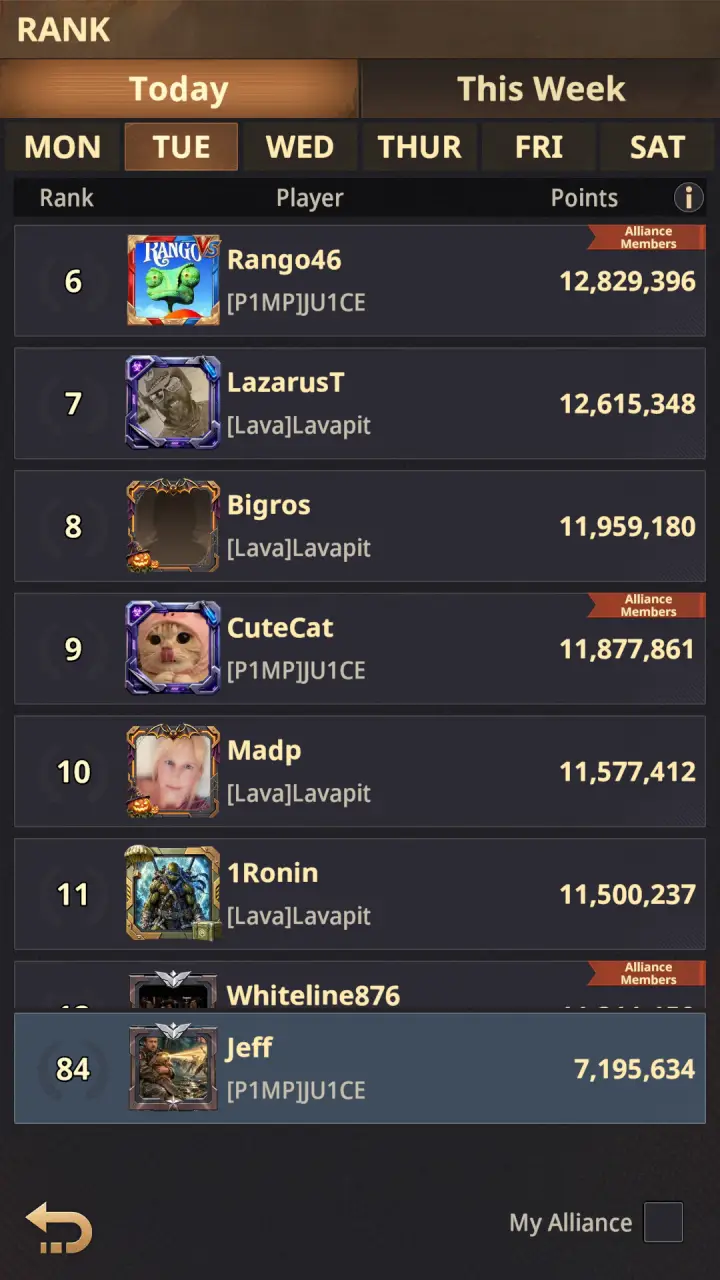 RANK
Today
This Week
MON
TUE
WED
THUR
FRI
SAT
Rank
Player
Points
Alliance
Members
6
RANGO
VS
Rango46
[P1MP]JU1CE
12,829,396
7
LazarusT
[Lava]Lavapit
12,615,348
8
Bigros
[Lava]Lavapit
11,959,180
Alliance
Members
9
CuteCat
[P1MP]JU1CE
11,877,861
10
Madp
[Lava]Lavapit
11,577,412
11
1Ronin
[Lava]Lavapit
11,500,237
Alliance
Members
Whiteline876
84
Jeff
[P1MP]JU1CE
7,195,634
My Alliance